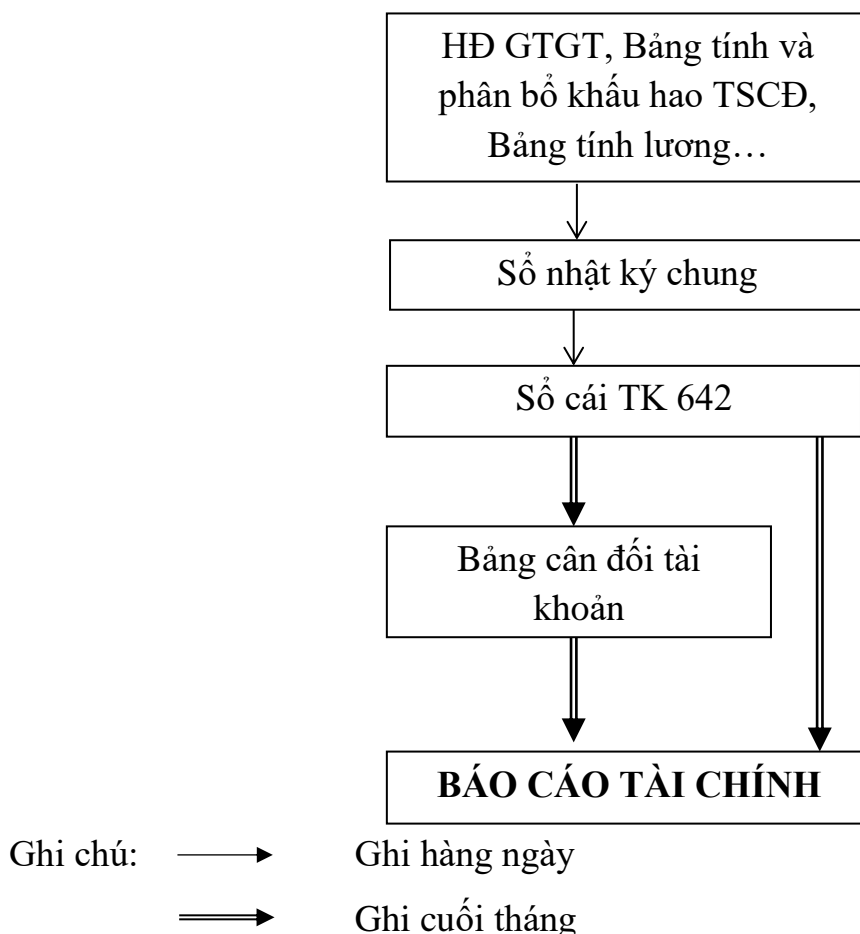 HĐ GTGT, Bảng tính và
phân bổ khấu hao TSCĐ,
Bảng tính lương…
Sổ nhật ký chung
Sổ cái TK 642
Bảng cân đối tài
khoản
BÁO CÁO TÀI CHÍNH
Ghi chú: Ghi hàng ngày
Ghi cuối tháng